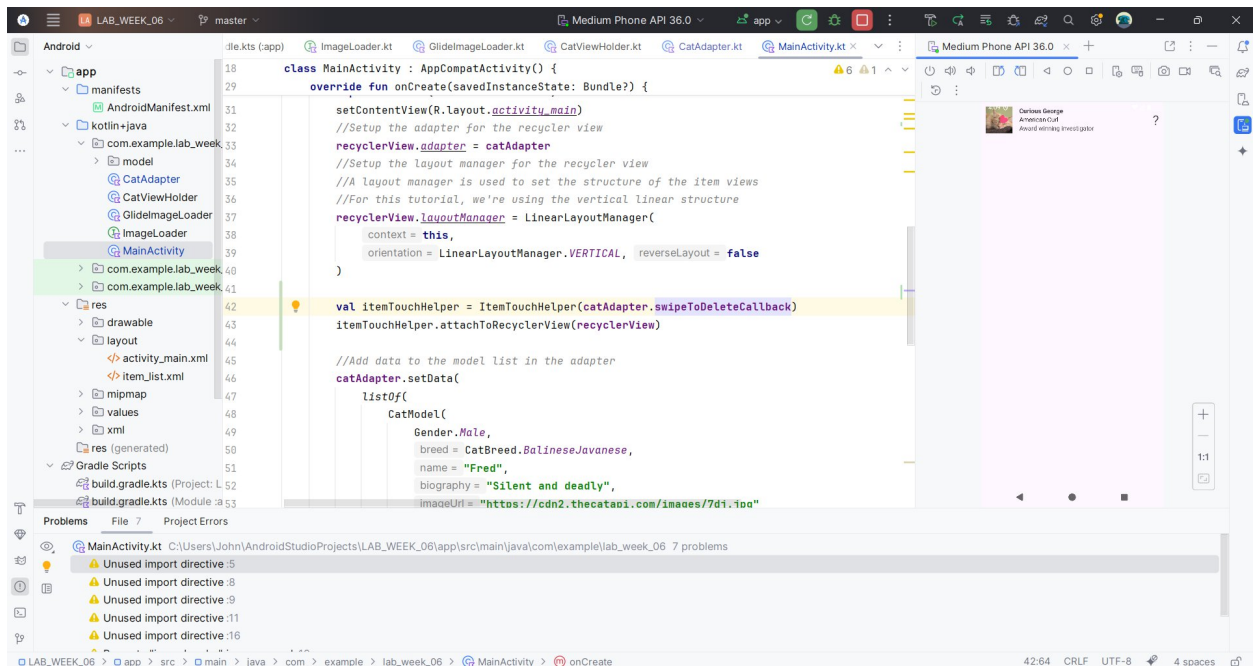 LA LAB_WEEK_06 master Medium Phone API 36.0 app
Android
dle.kts (:app) ImageLoader.kt GlideImageLoader.kt CatViewHolder.kt CatAdapter.kt MainActivity.kt
Medium Phone API 36.0
app
manifests
AndroidManifest.xml
kotlin+java
com.example.lab_week_
model
CatAdapter
CatViewHolder
GlideImageLoader
ImageLoader
MainActivity
com.example.lab_week_
com.example.lab_week_
res
drawable
layout
activity_main.xml
item_list.xml
mipmap
values
xml
res (generated)
Gradle Scripts
build.gradle.kts (Project: L
build.gradle.kts (Module :a
6 1
18 class MainActivity : AppCompatActivity() {
29 override fun onCreate(savedInstanceState: Bundle?) {
31 setContentView(R.layout.activity_main)
32 //Setup the adapter for the recycler view
33 recyclerView.adapter = catAdapter
34 //Setup the layout manager for the recycler view
35 //A layout manager is used to set the structure of the item views
36 //For this tutorial, we're using the vertical linear structure
37 recyclerView.layoutManager = LinearLayoutManager(
38 context = this,
39 orientation = LinearLayoutManager.VERTICAL, reverseLayout = false
40 )
41
42 val itemTouchHelper = ItemTouchHelper(catAdapter.swipeToDeleteCallback)
43 itemTouchHelper.attachToRecyclerView(recyclerView)
44
45 //Add data to the model list in the adapter
46 catAdapter.setData(
47 listOf(
48 CatModel(
49 Gender.Male,
50 breed = CatBreed.BalineseJavanese,
51 name = "Fred",
52 biography = "Silent and deadly",
53 imageUrl = "https://cdn2.thecatapi.com/images/7dj.jpg"
Curious George
American Curl
Award winning investigator
?
1:1
Problems File 7 Project Errors
MainActivity.kt C:\Users\John\AndroidStudioProjects\LAB_WEEK_06\app\src\main\java\com\example\lab_week_06 7 problems
Unused import directive :5
Unused import directive :8
Unused import directive :9
Unused import directive :11
Unused import directive :16
LAB_WEEK_06 > app > src > main > java > com > example > lab_week_06 > MainActivity > onCreate
42:64 CRLF UTF-8 4 spaces